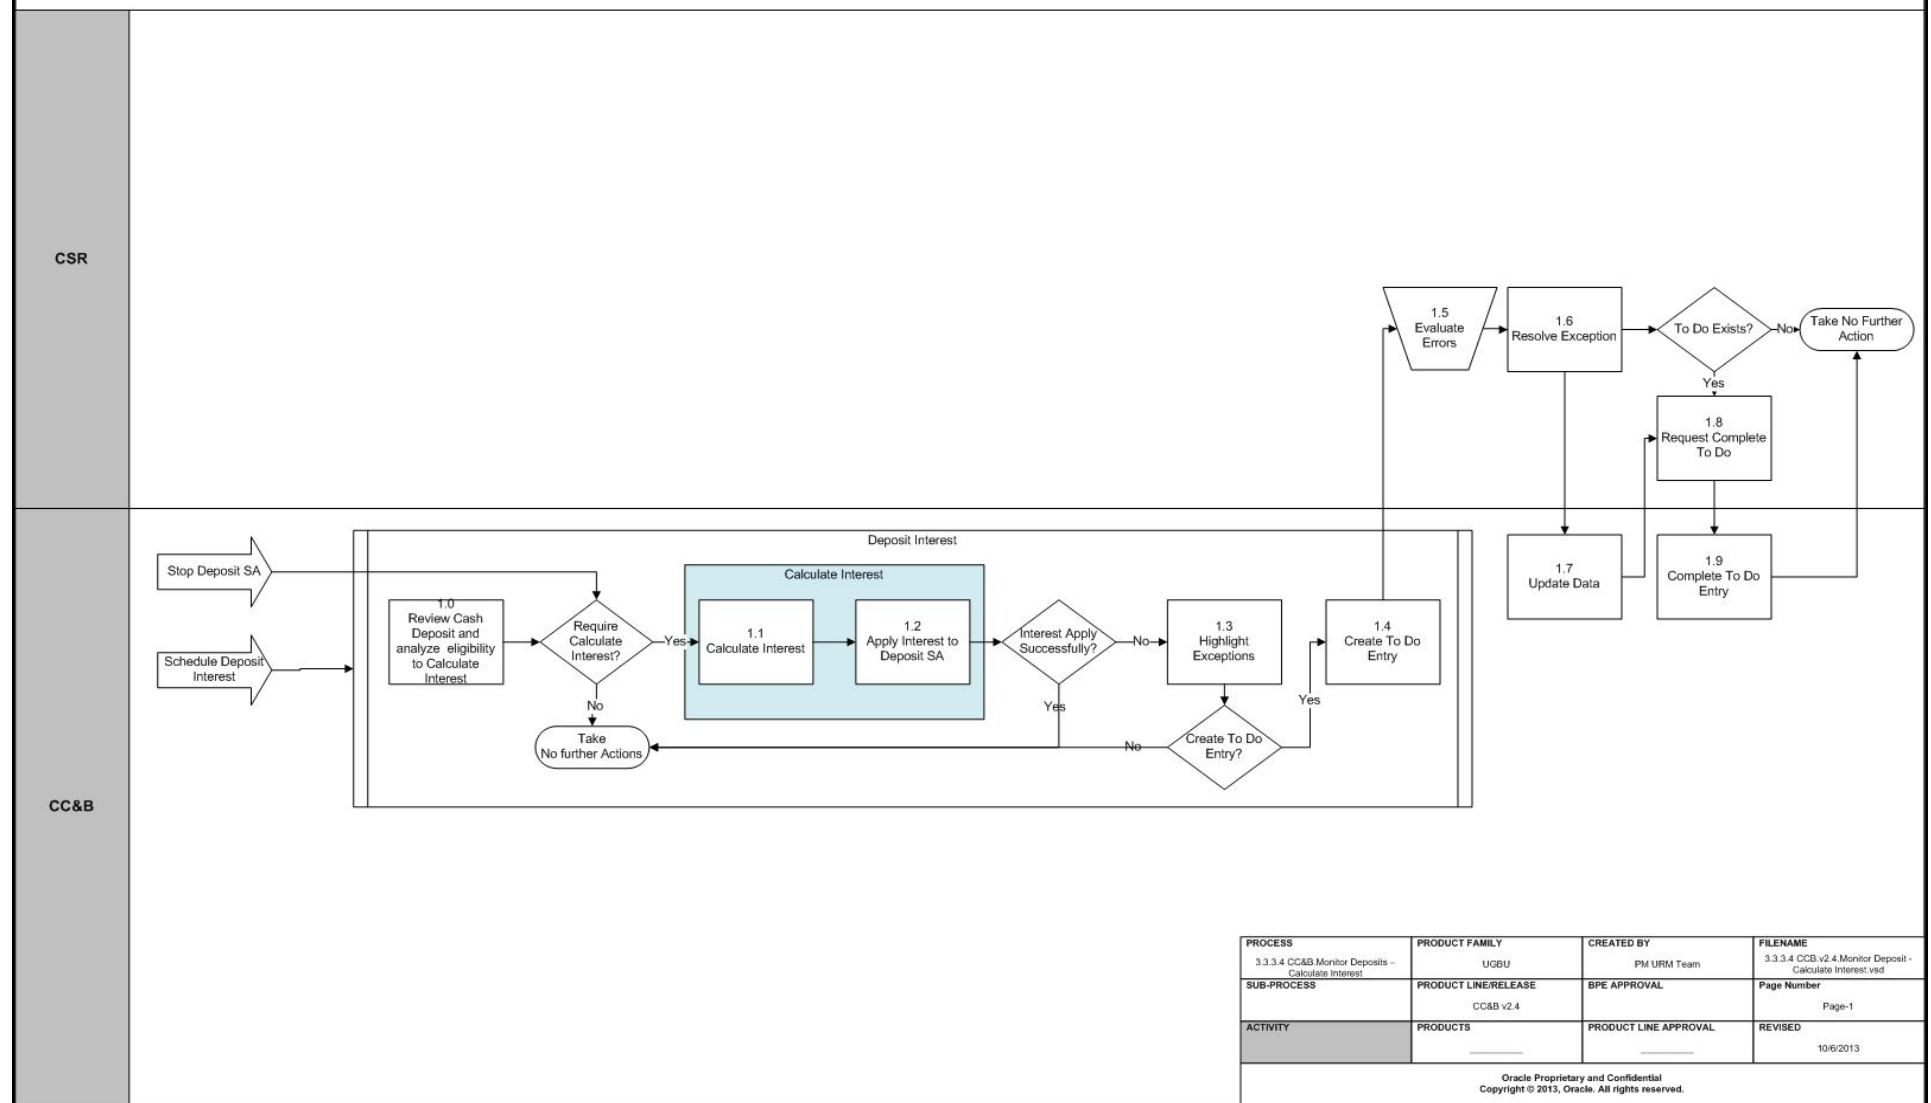 CSR
1.5
Evaluate
Errors
1.6
Resolve Exception
To Do Exists?
No
Take No Further
Action
Yes
1.8
Request Complete
To Do
CC&B
Stop Deposit SA
Schedule Deposit
Interest
Deposit Interest
1.0
Review Cash
Deposit and
analyze eligibility
to Calculate
Interest
Require
Calculate
Interest?
Yes
No
Take
No further Actions
Calculate Interest
1.1
Calculate Interest
1.2
Apply Interest to
Deposit SA
Interest Apply
Successfully?
No
Yes
1.3
Highlight
Exceptions
Create To Do
Entry?
No
Yes
1.4
Create To Do
Entry
1.7
Update Data
1.9
Complete To Do
Entry
PROCESS
3.3.3.4 CC&B.Monitor Deposits –
Calculate Interest
PRODUCT FAMILY
UGBU
CREATED BY
PM URM Team
FILENAME
3.3.3.4 CCB.v2.4.Monitor Deposit -
Calculate Interest.vsd
SUB-PROCESS
PRODUCT LINE/RELEASE
CC&B v2.4
BPE APPROVAL
Page Number
Page-1
ACTIVITY
PRODUCTS
PRODUCT LINE APPROVAL
REVISED
10/6/2013
Oracle Proprietary and Confidential
Copyright © 2013, Oracle. All rights reserved.